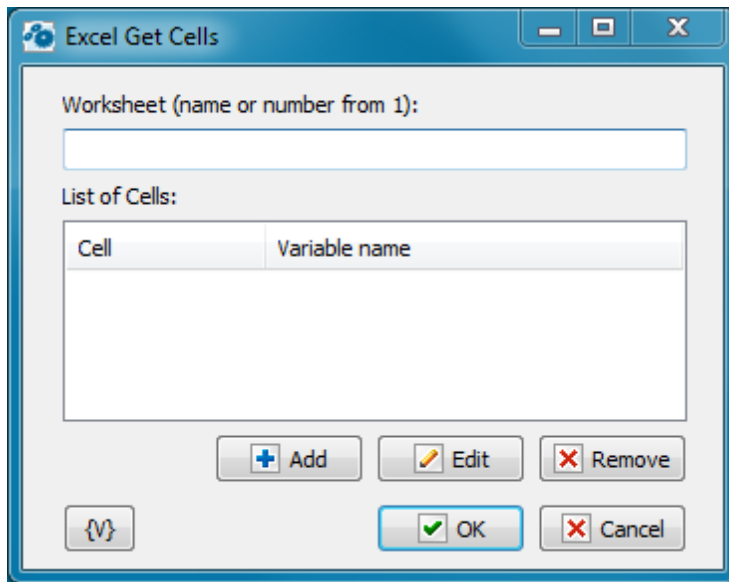 Excel Get Cells
Worksheet (name or number from 1):
List of Cells:
Cell Variable name
Add Edit Remove
{V} OK Cancel